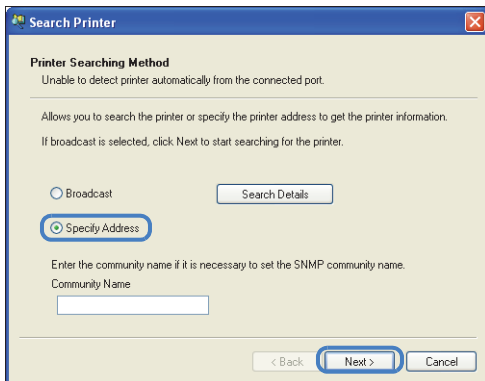 Search Printer
Printer Searching Method
Unable to detect printer automatically from the connected port.
Allows you to search the printer or specify the printer address to get the printer information.
If broadcast is selected, click Next to start searching for the printer.
Broadcast
Search Details
Specify Address
Enter the community name if it is necessary to set the SNMP community name.
Community Name
< Back
Next >
Cancel